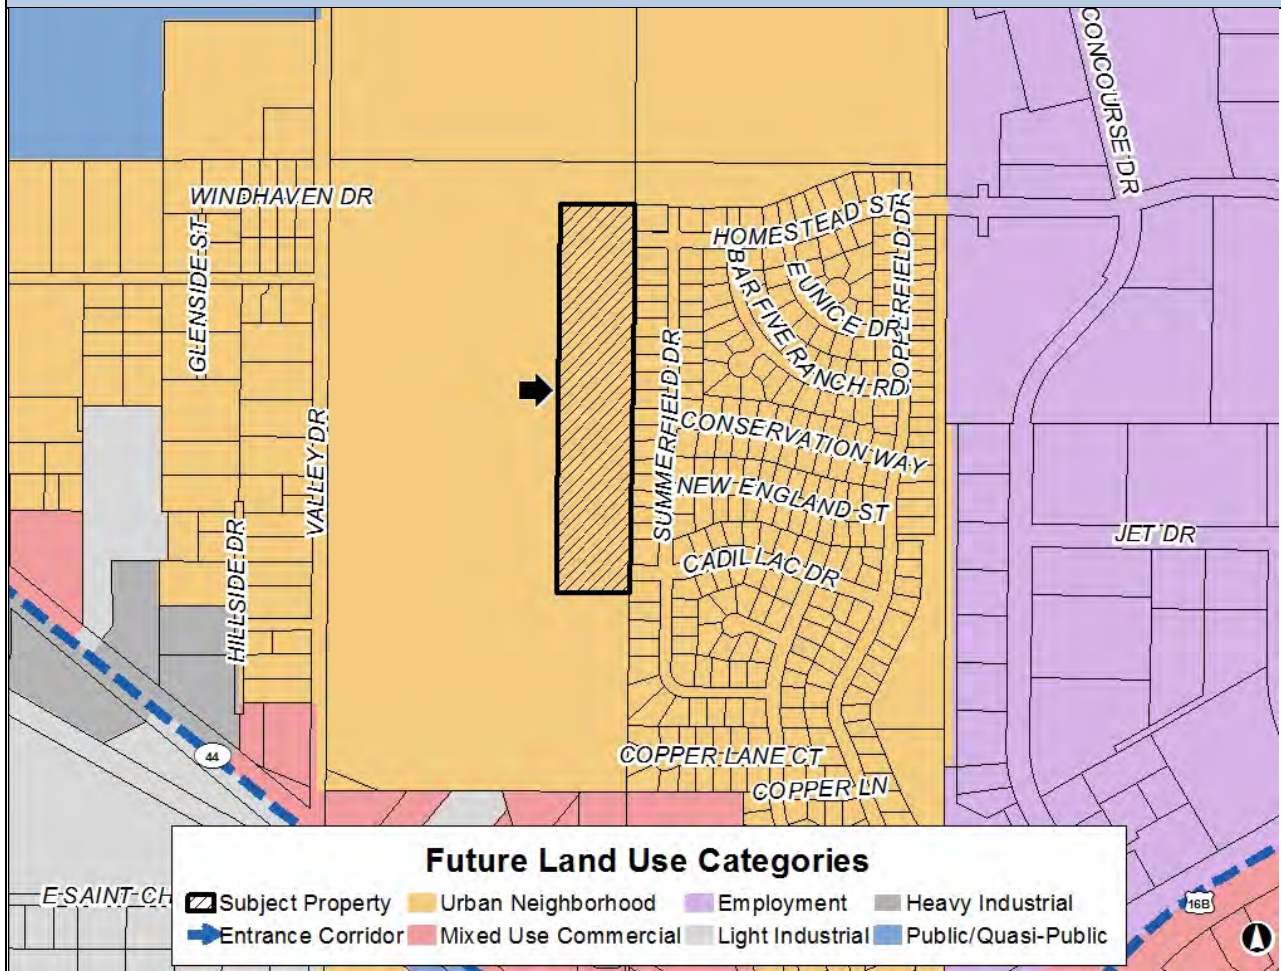 CONCOURSE DR
WINDHAVEN DR
HOMESTEAD ST
COPPERFIELD DR
GLENSIDE ST
BAR FIVE RANCH RD
EUNICE DR
SUMMERFIELD DR
VALLEY DR
CONSERVATION WAY
NEW ENGLAND ST
HILLSIDE DR
CADILLAC DR
JET DR
44
COPPER LANE CT
COPPER LN
Future Land Use Categories
E SAINT CH
Subject Property Urban Neighborhood Employment Heavy Industrial
Entrance Corridor Mixed Use Commercial Light Industrial Public/Quasi-Public
16B